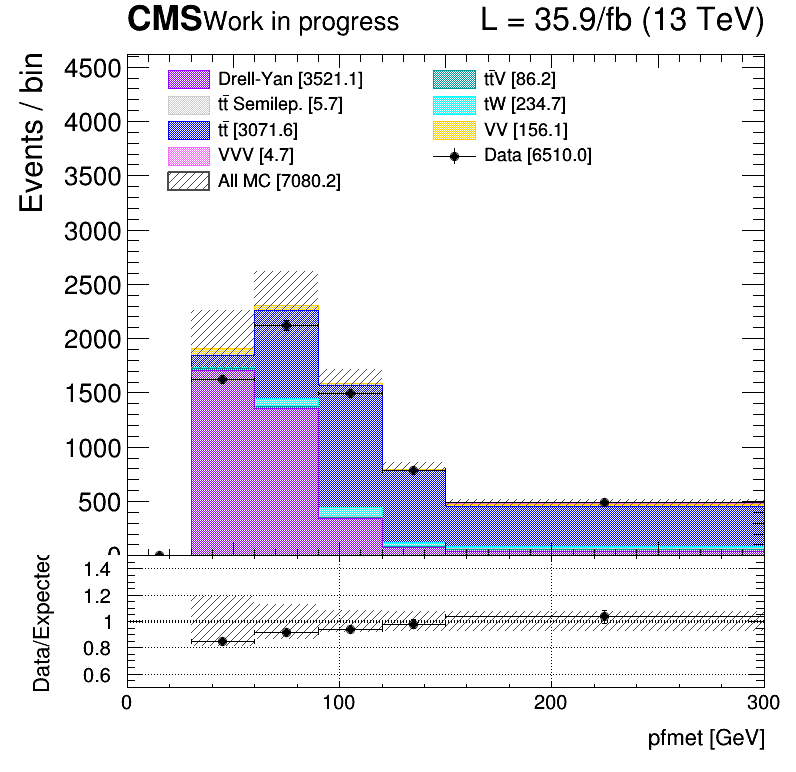 CMS Work in progress L = 35.9/fb (13 TeV)
Events / bin
4500
4000
3500
3000
2500
2000
1500
1000
500
0
Drell-Yan [3521.1]
tt̄ Semilep. [5.7]
tt̄ [3071.6]
VVV [4.7]
All MC [7080.2]
tt̄V [86.2]
tW [234.7]
VV [156.1]
Data [6510.0]
Data/Expected
1.4
1.2
1
0.8
0.6
0 100 200 300
pfmet [GeV]